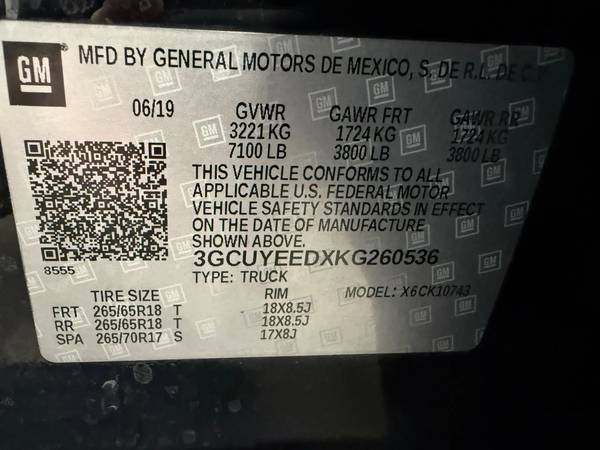 GM
MFD BY GENERAL MOTORS DE MEXICO, S. DE R.L. DE C.V.
06/19 GVWR GAWR FRT GAWR RR
3221 KG 1724 KG 1724 KG
7100 LB 3800 LB 3800 LB
THIS VEHICLE CONFORMS TO ALL
APPLICABLE U.S. FEDERAL MOTOR
VEHICLE SAFETY STANDARDS IN EFFECT
ON THE DATE OF MANUFACTURE
SHOWN ABOVE.
8555 3GCUYEEDXKG260536
TYPE: TRUCK MODEL: X6CK10743
TIRE SIZE RIM
FRT 265/65R18 T 18X8.5J
RR 265/65R18 T 18X8.5J
SPA 265/70R17 S 17X8J